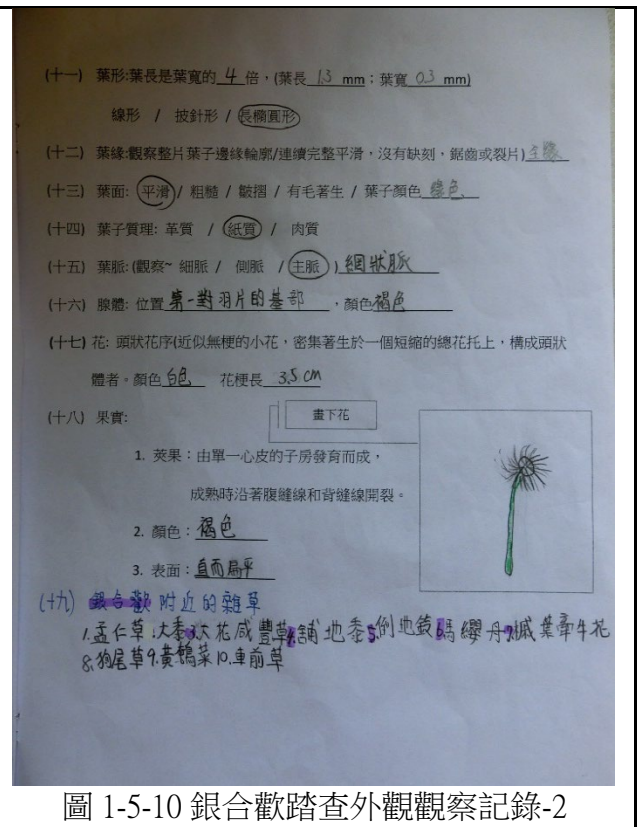 (十一) 葉形:葉長是葉寬的 4 倍，(葉長 1.3 mm：葉寬 0.3 mm)
線形 / 披針形 / 長橢圓形
(十二) 葉緣:觀察整片葉子邊緣輪廓/連續完整平滑，沒有缺刻，鋸齒或裂片) 全緣
(十三) 葉面: 平滑 / 粗糙 / 皺摺 / 有毛著生 / 葉子顏色 綠色
(十四) 葉子質理: 革質 / 紙質 / 肉質
(十五) 葉脈:(觀察~ 細脈 / 側脈 / 主脈 ) 網狀脈
(十六) 腺體: 位置 第一對羽片的基部 ，顏色 褐色
(十七) 花: 頭狀花序(近似無梗的小花，密集著生於一個短縮的總花托上，構成頭狀
體者。顏色 白色 花梗長 3.5 cm
(十八) 果實:
畫下花
1. 莢果：由單一心皮的子房發育而成，
成熟時沿著腹縫線和背縫線開裂。
2. 顏色：褐色
3. 表面：直而扁平
(十九) 銀合歡附近的雜草
1.孟仁草2.大黍3.大花咸豐草4.舖地黍5.倒地鈴6.馬纓丹7.槭葉牽牛花
8.狗尾草9.黃鵪菜10.車前草
圖 1-5-10 銀合歡踏查外觀觀察記錄-2